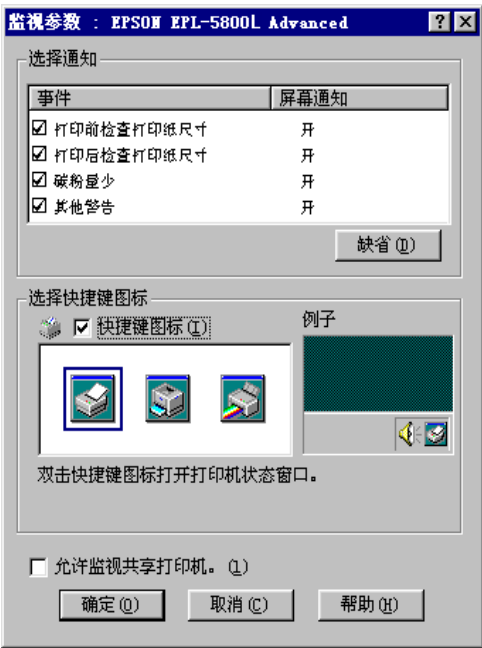 监视参数 : EPSON EPL-5800L Advanced
选择通知
事件 屏幕通知
打印前检查打印纸尺寸 开
打印后检查打印纸尺寸 开
碳粉量少 开
其他警告 开
缺省(D)
选择快捷键图标
快捷键图标(I) 例子
双击快捷键图标打开打印机状态窗口。
允许监视共享打印机。(L)
确定(O) 取消(C) 帮助(H)